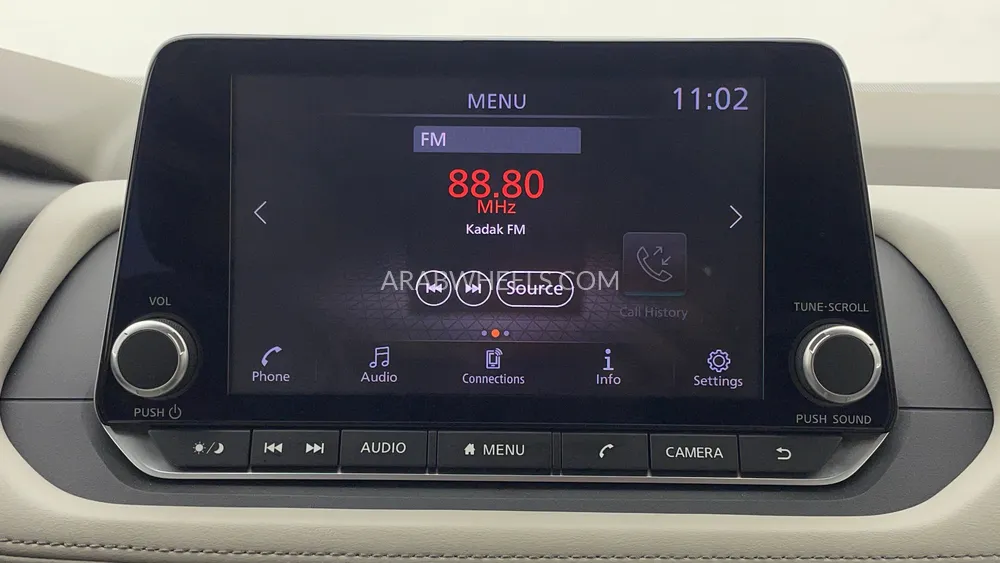 MENU
11:02
FM
88.80
MHz
Kadak FM
ARABWHEELS.COM
Source
Call History
Phone
Audio
Connections
Info
Settings
VOL
PUSH
TUNE-SCROLL
PUSH SOUND
AUDIO
MENU
CAMERA